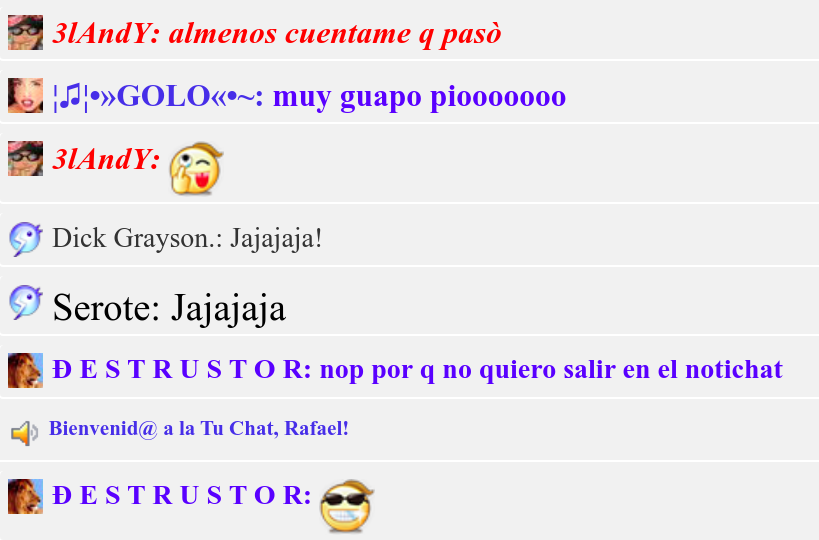 3lAndY: almenos cuentame q pasò
¦♫¦•»GOLO«•~: muy guapo piooooooo
3lAndY:
Dick Grayson.: Jajajaja!
Serote: Jajajaja
Đ E S T R U S T O R: nop por q no quiero salir en el notichat
Bienvenid@ a la Tu Chat, Rafael!
Đ E S T R U S T O R: